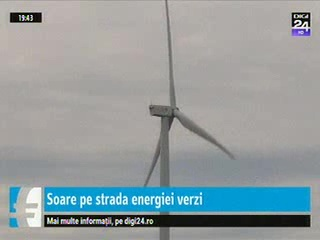 19:43
DIGI
24
HD
Soare pe strada energiei verzi
Mai multe informații, pe digi24.ro